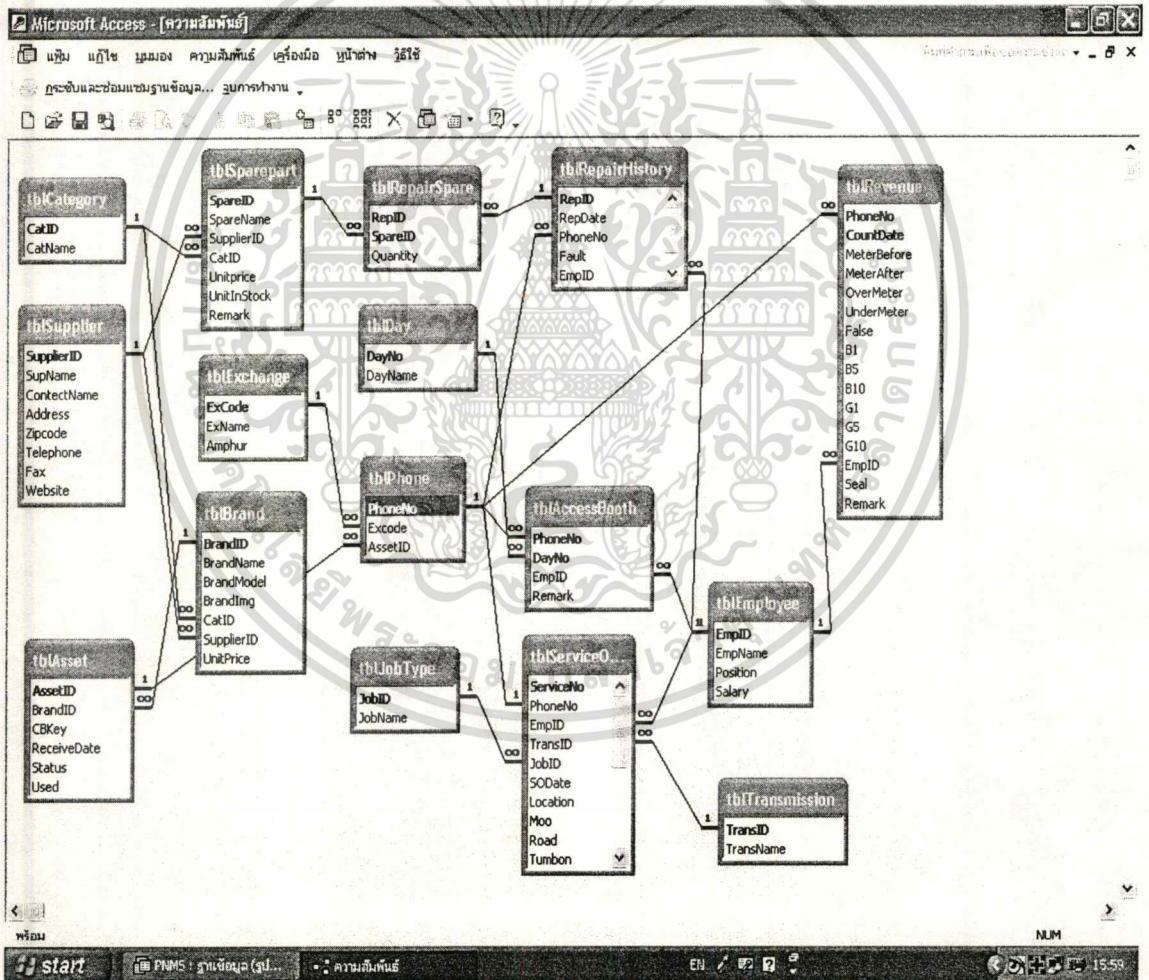 Microsoft Access - [ความสัมพันธ์]
แฟ้ม แก้ไข มุมมอง ความสัมพันธ์ เครื่องมือ หน้าต่าง วิธีใช้
กระชับและซ่อมแซมฐานข้อมูล... จบการทำงาน
tblCategory
CatID
CatName
tblSupplier
SupplierID
SupName
ContectName
Address
Zipcode
Telephone
Fax
Website
tblAsset
AssetID
BrandID
CBKey
ReceiveDate
Status
Used
tblSparepart
SpareID
SpareName
SupplierID
CatID
Unitprice
UnitInStock
Remark
tblExchange
ExCode
ExName
Amphur
tblBrand
BrandID
BrandName
BrandModel
BrandImg
CatID
SupplierID
UnitPrice
tblRepairSpare
RepID
SpareID
Quantity
tblDay
DayNo
DayName
tblPhone
PhoneNo
Excode
AssetID
tblJobType
JobID
JobName
tblRepairHistory
RepID
RepDate
PhoneNo
Fault
EmpID
tblAccessBooth
PhoneNo
DayNo
EmpID
Remark
tblServiceO...
ServiceNo
PhoneNo
EmpID
TransID
JobID
SODate
Location
Moo
Road
Tumbon
tblEmployee
EmpID
EmpName
Position
Salary
tblTransmission
TransID
TransName
tblRevenue
PhoneNo
CountDate
MeterBefore
MeterAfter
OverMeter
UnderMeter
False
B1
B5
B10
G1
G5
G10
EmpID
Seal
Remark
พร้อม
NUM
start
PNMS : ฐานข้อมูล (รูป...
ความสัมพันธ์
EN
15:59